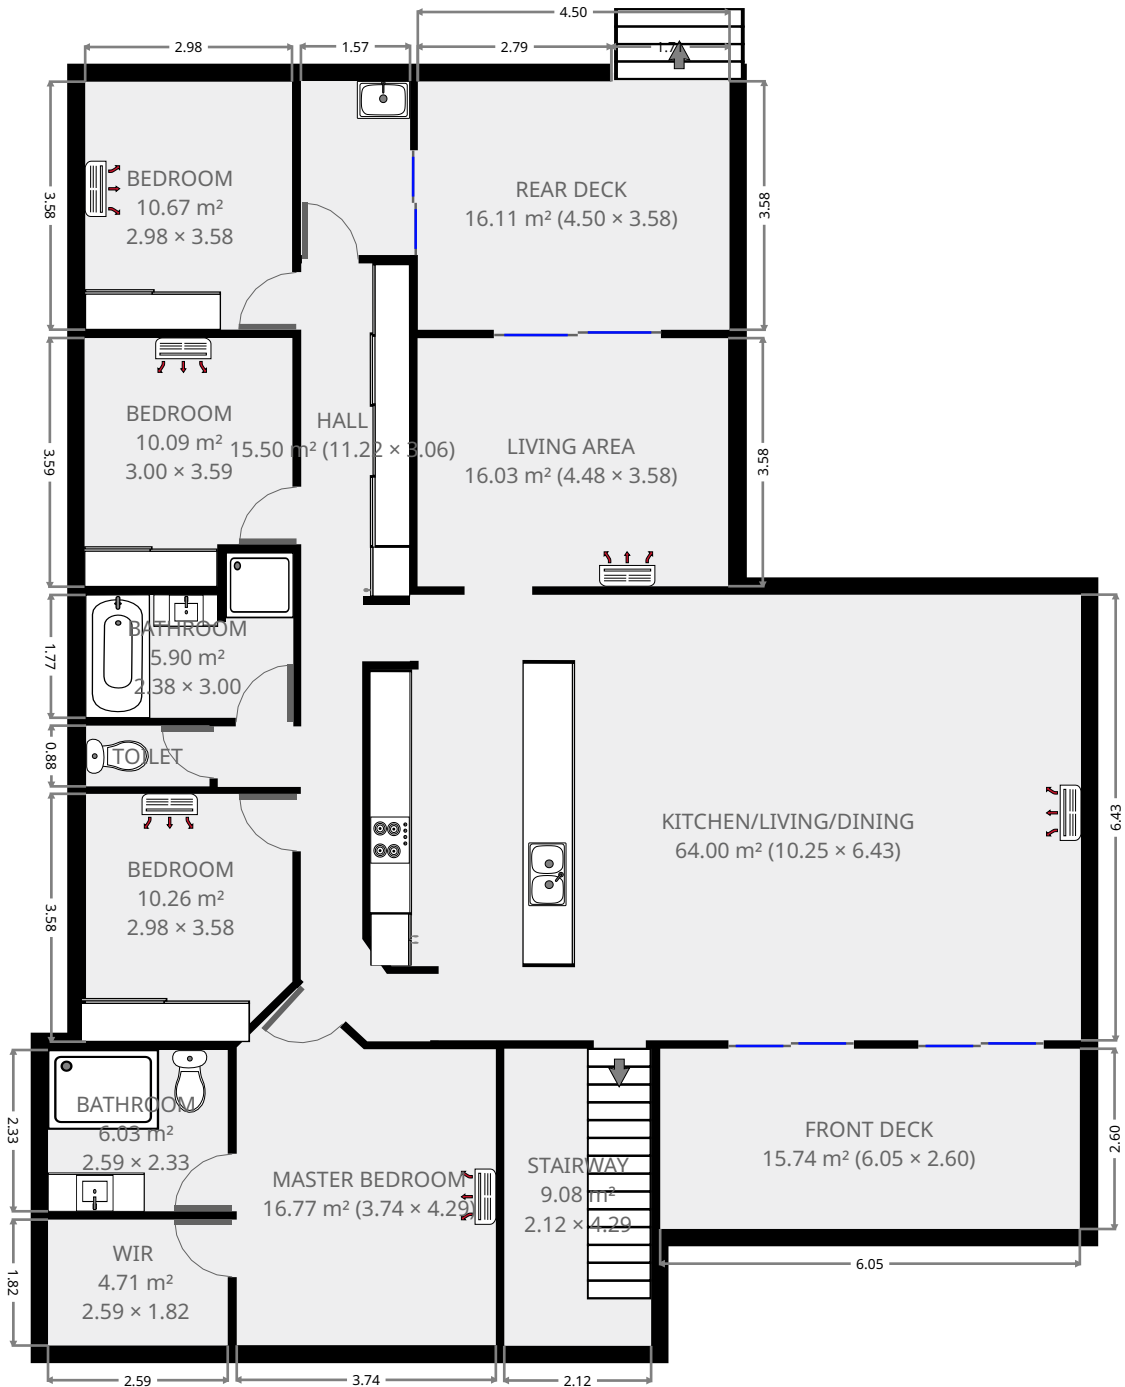 4.50
2.98
1.57
2.79
1.71
3.58
BEDROOM
10.67 m²
2.98 × 3.58
REAR DECK
16.11 m² (4.50 × 3.58)
3.58
3.59
BEDROOM
10.09 m²
3.00 × 3.59
HALL
15.50 m² (11.22 × 3.06)
LIVING AREA
16.03 m² (4.48 × 3.58)
3.58
1.77
BATHROOM
5.90 m²
2.38 × 3.00
0.88
TOILET
KITCHEN/LIVING/DINING
64.00 m² (10.25 × 6.43)
6.43
3.58
BEDROOM
10.26 m²
2.98 × 3.58
2.33
BATHROOM
6.03 m²
2.59 × 2.33
MASTER BEDROOM
16.77 m² (3.74 × 4.29)
STAIRWAY
9.08 m²
2.12 × 4.29
FRONT DECK
15.74 m² (6.05 × 2.60)
2.60
1.82
WIR
4.71 m²
2.59 × 1.82
6.05
2.59
3.74
2.12